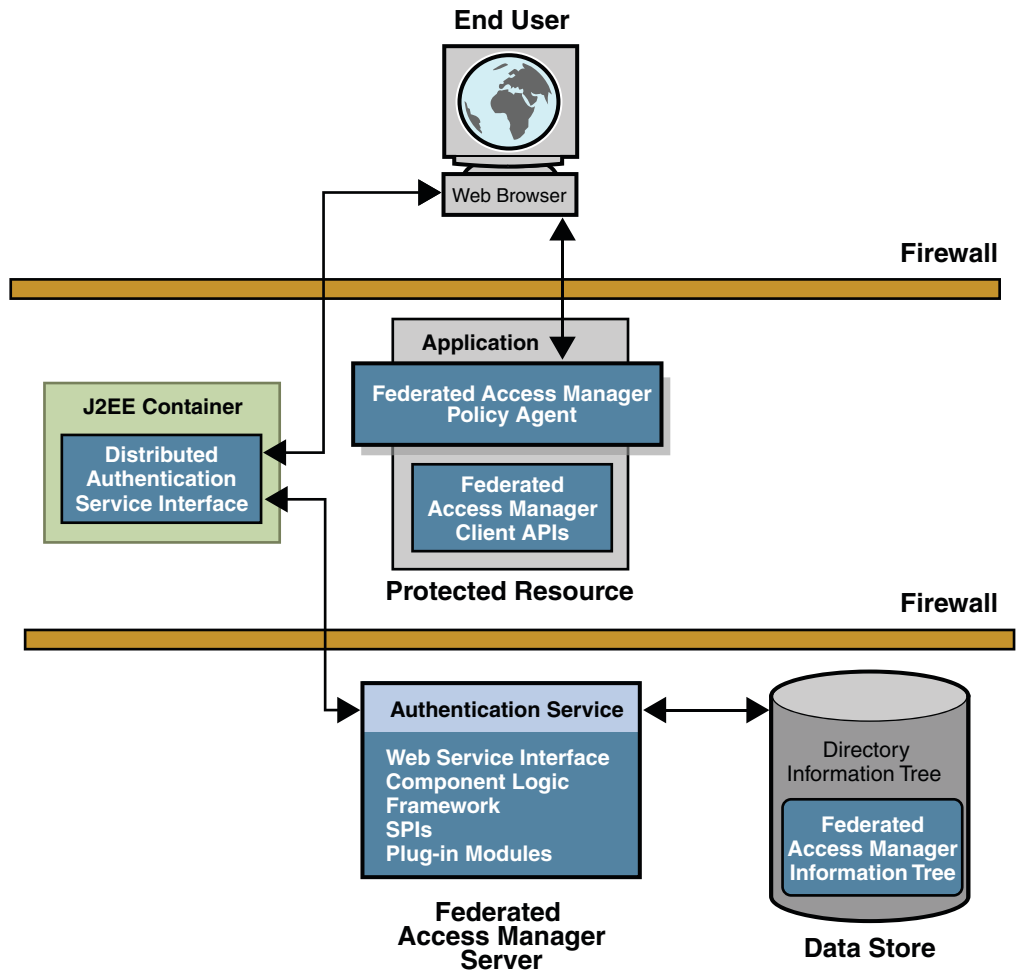 End User
Web Browser
Firewall
Application
Federated Access Manager
Policy Agent
J2EE Container
Distributed
Authentication
Service Interface
Federated
Access Manager
Client APIs
Protected Resource
Firewall
Authentication Service
Web Service Interface
Component Logic
Framework
SPIs
Plug-in Modules
Directory
Information Tree
Federated
Access Manager
Information Tree
Federated
Access Manager
Server
Data Store